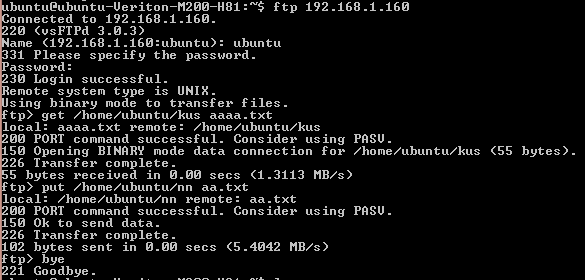 ubuntu@ubuntu-Veriton-M200-H81:~$ ftp 192.168.1.160
Connected to 192.168.1.160.
220 (vsFTPd 3.0.3)
Name (192.168.1.160:ubuntu): ubuntu
331 Please specify the password.
Password:
230 Login successful.
Remote system type is UNIX.
Using binary mode to transfer files.
ftp> get /home/ubuntu/kus aaaa.txt
local: aaaa.txt remote: /home/ubuntu/kus
200 PORT command successful. Consider using PASV.
150 Opening BINARY mode data connection for /home/ubuntu/kus (55 bytes).
226 Transfer complete.
55 bytes received in 0.00 secs (1.3113 MB/s)
ftp> put /home/ubuntu/nn aa.txt
local: /home/ubuntu/nn remote: aa.txt
200 PORT command successful. Consider using PASV.
150 Ok to send data.
226 Transfer complete.
102 bytes sent in 0.00 secs (5.4042 MB/s)
ftp> bye
221 Goodbye.